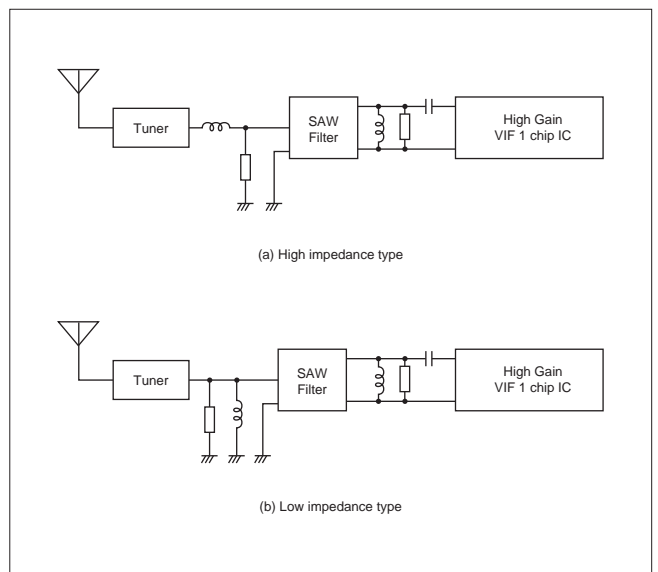 Tuner
SAW
Filter
High Gain
VIF 1 chip IC
(a) High impedance type
Tuner
SAW
Filter
High Gain
VIF 1 chip IC
(b) Low impedance type